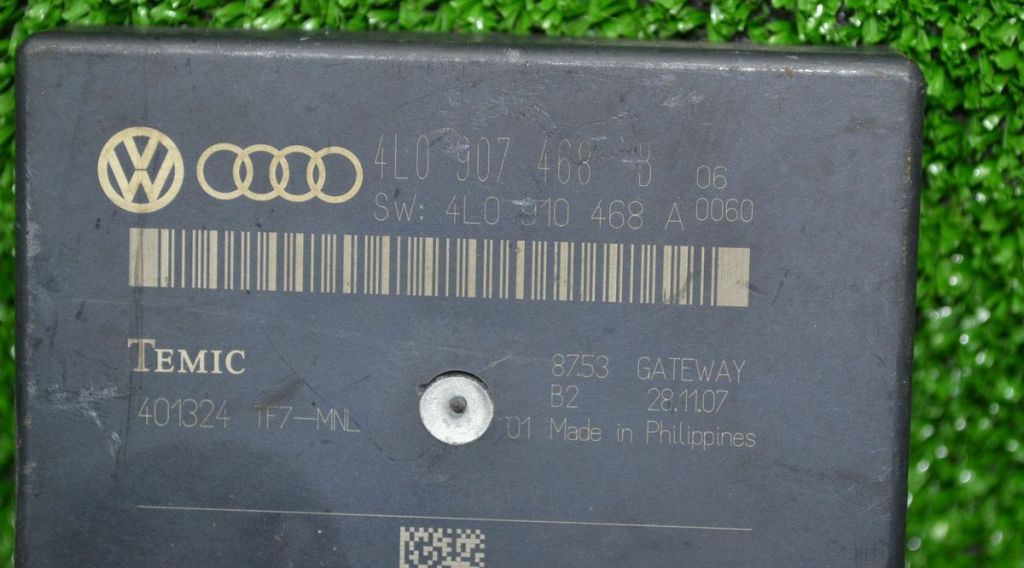 4L0 907 468 B 06
SW: 4L0 910 468 A 0060
TEMIC
8753 GATEWAY
B2 28.11.07
401324 1F7-MNL 01 Made in Philippines